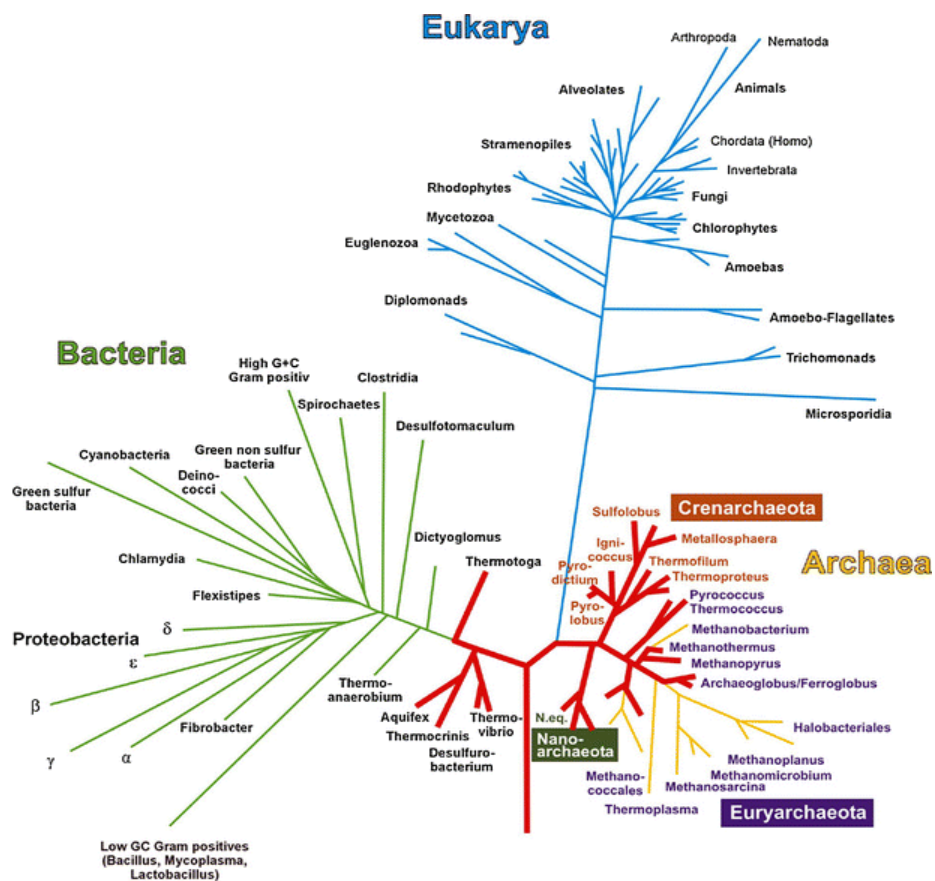 Eukarya
Arthropoda
Nematoda
Alveolates
Animals
Stramenopiles
Chordata (Homo)
Invertebrata
Rhodophytes
Fungi
Mycetozoa
Chlorophytes
Euglenozoa
Amoebas
Diplomonads
Amoebo-Flagellates
Trichomonads
Microsporidia
Bacteria
High G+C
Gram positiv
Clostridia
Spirochaetes
Desulfotomaculum
Green non sulfur
bacteria
Cyanobacteria
Deino-
cocci
Green sulfur
bacteria
Chlamydia
Flexistipes
Dictyoglomus
Thermotoga
Proteobacteria
δ
ε
β
γ
α
Fibrobacter
Thermo-
anaerobium
Aquifex
Thermocrinis
Desulfuro-
bacterium
Thermo-
vibrio
Low GC Gram positives
(Bacillus, Mycoplasma,
Lactobacillus)
Archaea
Crenarchaeota
Sulfolobus
Metallosphaera
Igni-
coccus
Thermofilum
Pyro-
dictium
Thermoproteus
Pyro-
lobus
Pyrococcus
Thermococcus
Methanobacterium
Methanothermus
Methanopyrus
Archaeoglobus/Ferroglobus
N.eq.
Nano-
archaeota
Halobacteriales
Methanoplanus
Methanomicrobium
Methanosarcina
Methano-
coccales
Thermoplasma
Euryarchaeota